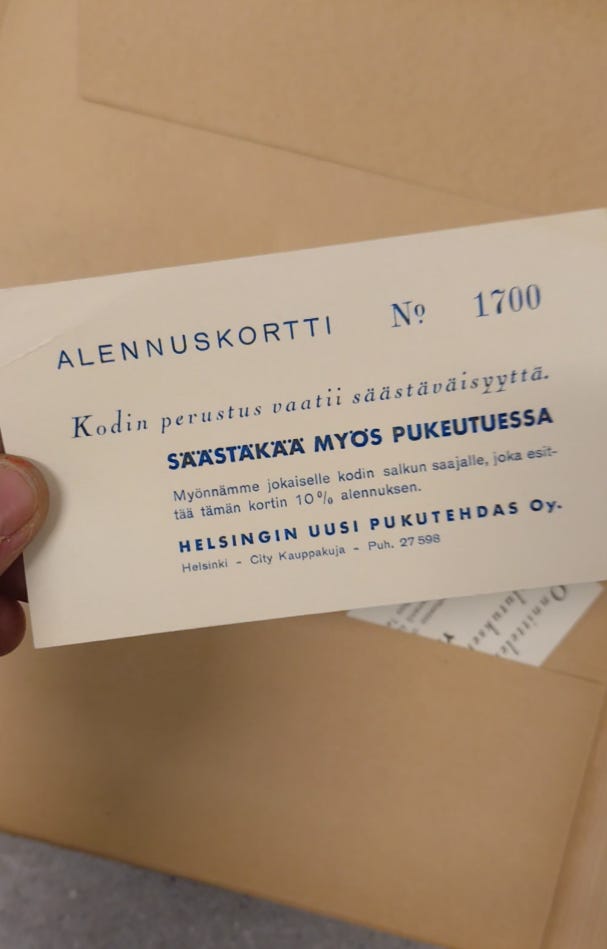 ALENNUSKORTTI Nº 1700
Kodin perustus vaatii säästäväisyyttä.
SÄÄSTÄKÄÄ MYÖS PUKEUTUESSA
Myönnämme jokaiselle kodin salkun saajalle, joka esit-
tää tämän kortin 10 % alennuksen.
HELSINGIN UUSI PUKUTEHDAS Oy.
Helsinki - City Kauppakuja - Puh. 27 598